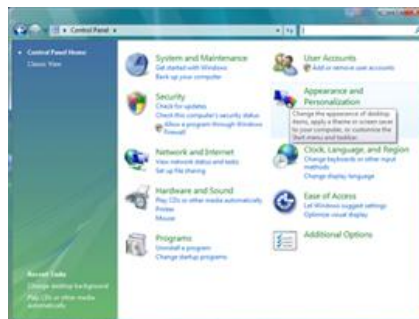 Control Panel
Control Panel Home
Classic View
System and Maintenance
Get started with Windows
Back up your computer
Security
Check for updates
Check this computer's security status
Allow a program through Windows
Firewall
Network and Internet
View network status and tasks
Set up file sharing
Hardware and Sound
Play CDs or other media automatically
Printer
Mouse
Programs
Uninstall a program
Change startup programs
User Accounts
Add or remove user accounts
Appearance and
Personalization
Change the appearance of desktop
items, apply a theme or screen saver
to your computer, or customize the
Start menu and taskbar.
Clock, Language, and Region
Change keyboards or other input
methods
Change display language
Ease of Access
Let Windows suggest settings
Optimize visual display
Additional Options
Recent Tasks
Change desktop background
Play CDs or other media
automatically